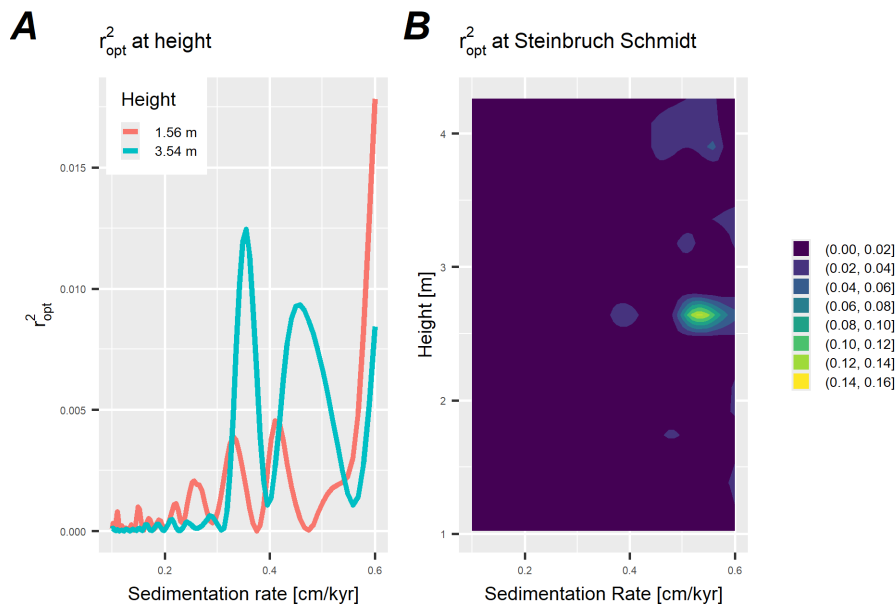 A
r²opt at height
Height
1.56 m
3.54 m
0.015
0.010
0.005
0.000
r²opt
0.2
0.4
0.6
Sedimentation rate [cm/kyr]
B
r²opt at Steinbruch Schmidt
4
3
2
1
Height [m]
0.2
0.4
0.6
Sedimentation Rate [cm/kyr]
(0.00, 0.02]
(0.02, 0.04]
(0.04, 0.06]
(0.06, 0.08]
(0.08, 0.10]
(0.10, 0.12]
(0.12, 0.14]
(0.14, 0.16]